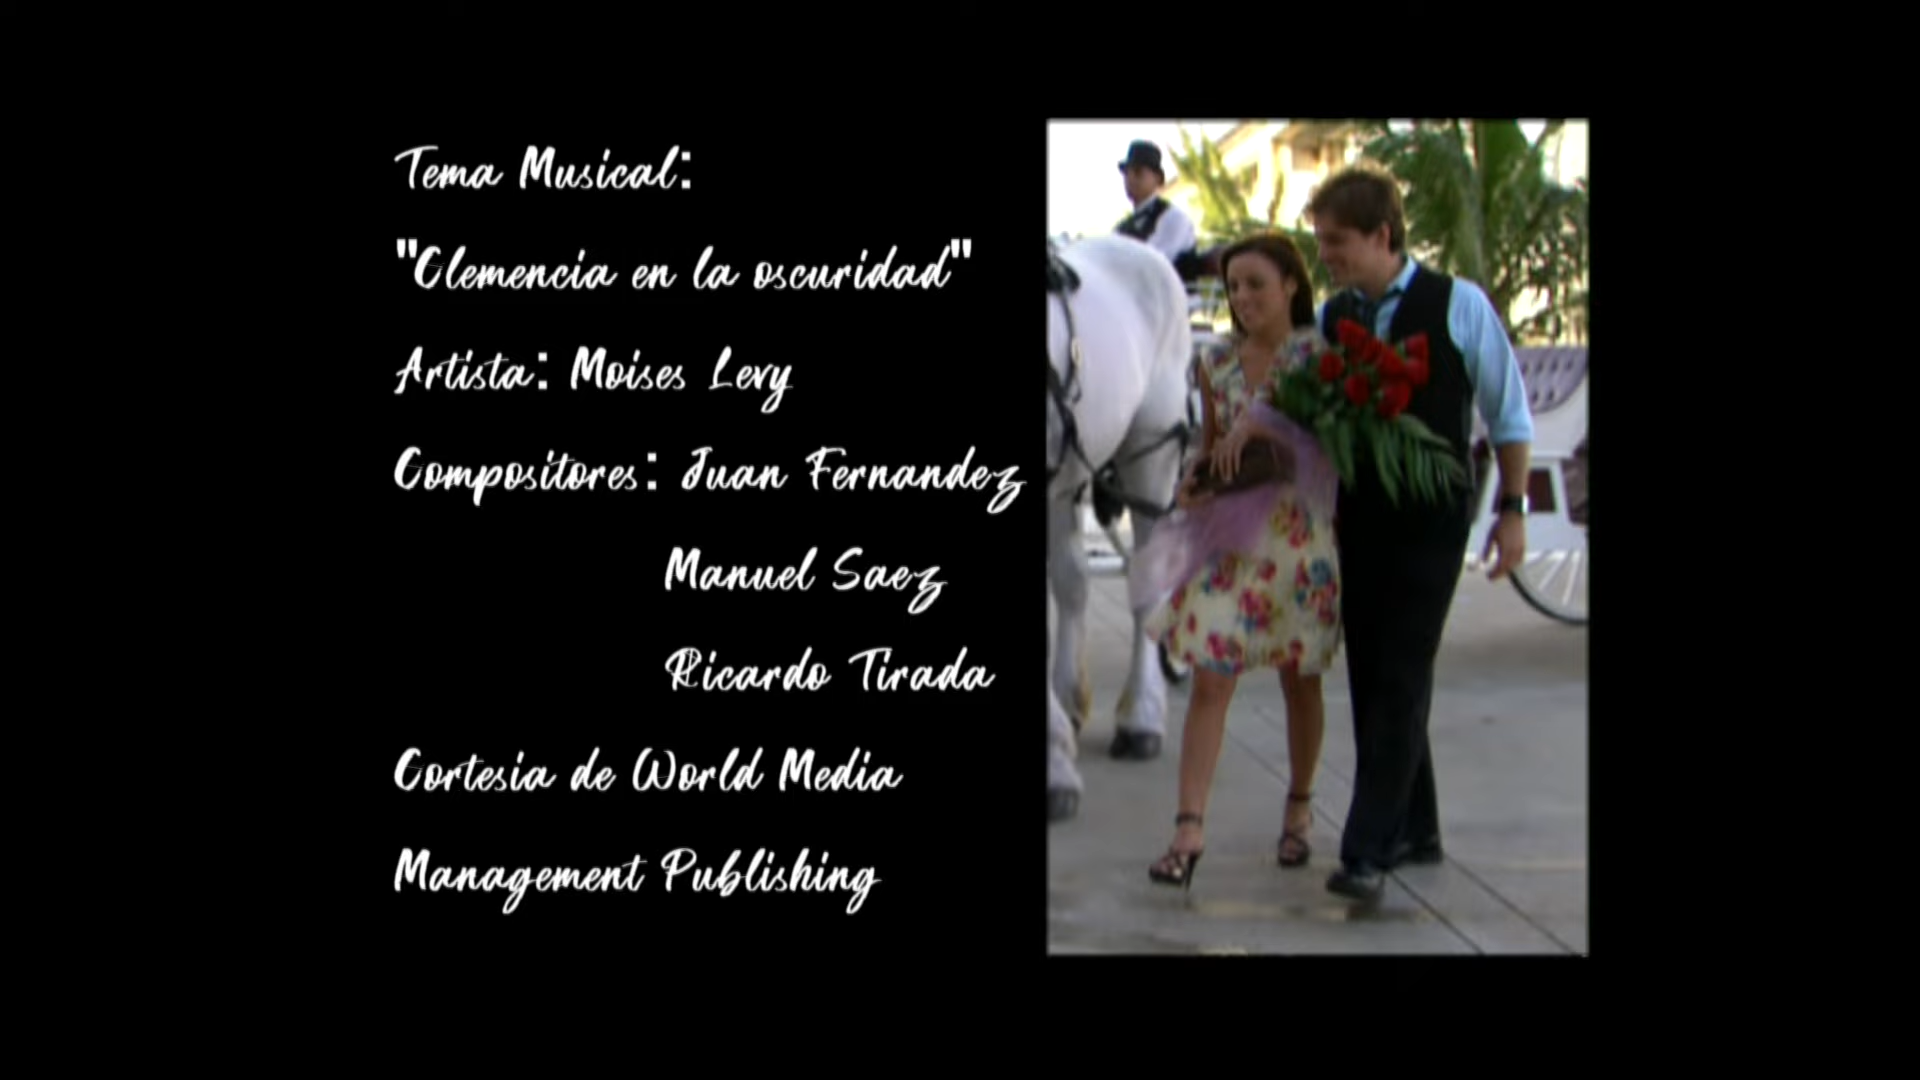 Tema Musical:
"Clemencia en la oscuridad"
Artista: Moises Levy
Compositores: Juan Fernandez
Manuel Saez
Ricardo Tirada
Cortesia de World Media
Management Publishing